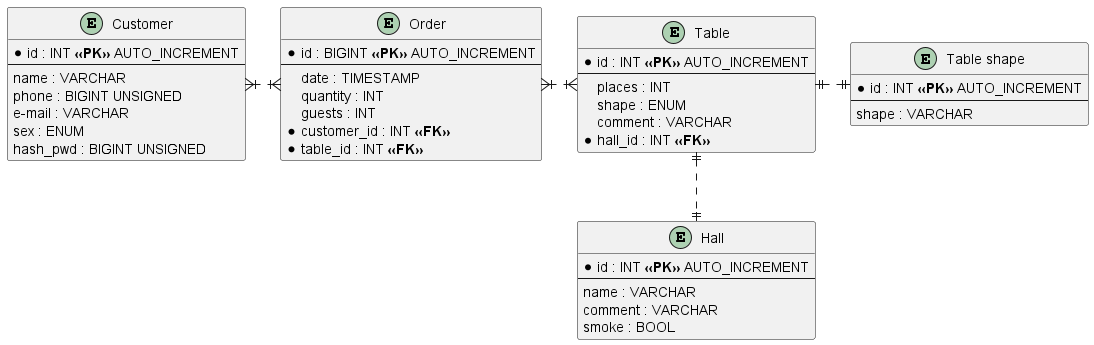 E Customer
* id : INT «PK» AUTO_INCREMENT
name : VARCHAR
phone : BIGINT UNSIGNED
e-mail : VARCHAR
sex : ENUM
hash_pwd : BIGINT UNSIGNED
E Order
* id : BIGINT «PK» AUTO_INCREMENT
date : TIMESTAMP
quantity : INT
guests : INT
* customer_id : INT «FK»
* table_id : INT «FK»
E Table
* id : INT «PK» AUTO_INCREMENT
places : INT
shape : ENUM
comment : VARCHAR
* hall_id : INT «FK»
E Table shape
* id : INT «PK» AUTO_INCREMENT
shape : VARCHAR
E Hall
* id : INT «PK» AUTO_INCREMENT
name : VARCHAR
comment : VARCHAR
smoke : BOOL